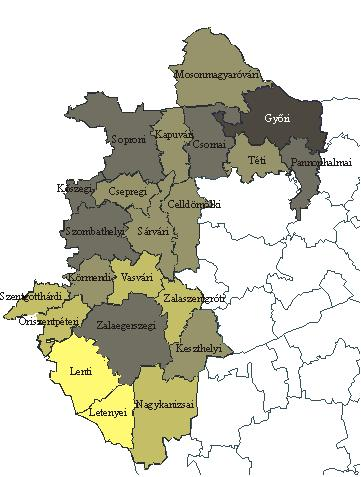 Mosonmagyaróvári
Győri
Kapuvári
Soproni
Csornai
Téti
Pannonhalmai
Kőszegi
Csepregi
Celldömölki
Szombathelyi
Sárvári
Körmendi
Vasvári
Szentgotthárdi
Zalaszentgróti
Őriszentpéteri
Zalaegerszegi
Keszthelyi
Lenti
Letenyei
Nagykanizsai